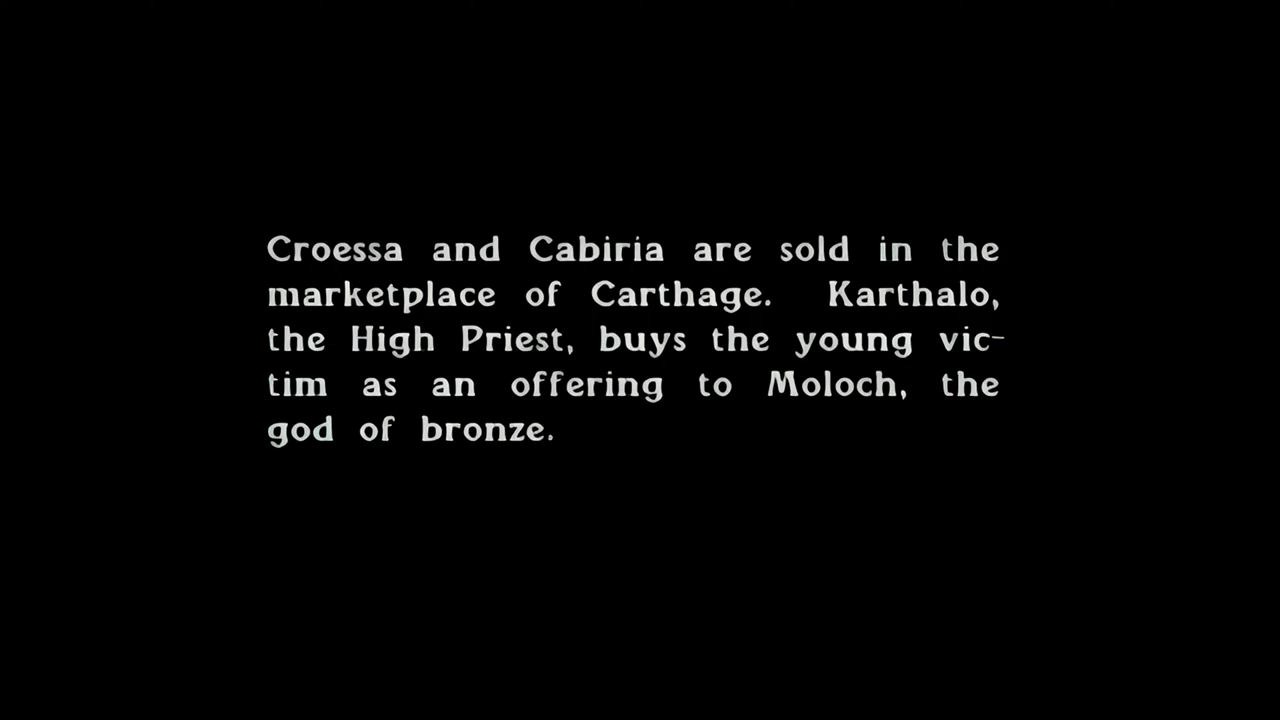 Croessa and Cabiria are sold in the
marketplace of Carthage. Karthalo,
the High Priest, buys the young vic-
tim as an offering to Moloch, the
god of bronze.